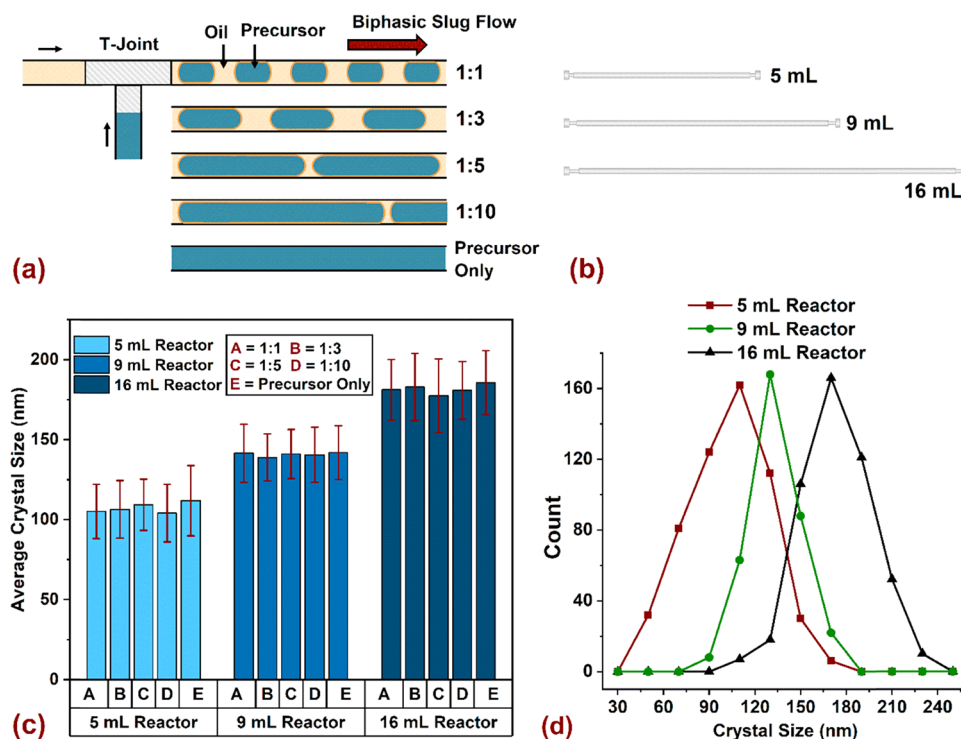 (a)
T-Joint
Oil Precursor
Biphasic Slug Flow
1:1
1:3
1:5
1:10
Precursor
Only
(b)
5 mL
9 mL
16 mL
(c)
Average Crystal Size (nm)
200
150
100
50
0
5 mL Reactor
9 mL Reactor
16 mL Reactor
A = 1:1 B = 1:3
C = 1:5 D = 1:10
E = Precursor Only
A B C D E A B C D E A B C D E
5 mL Reactor 9 mL Reactor 16 mL Reactor
(d)
5 mL Reactor
9 mL Reactor
16 mL Reactor
Count
160
120
80
40
0
30 60 90 120 150 180 210 240
Crystal Size (nm)